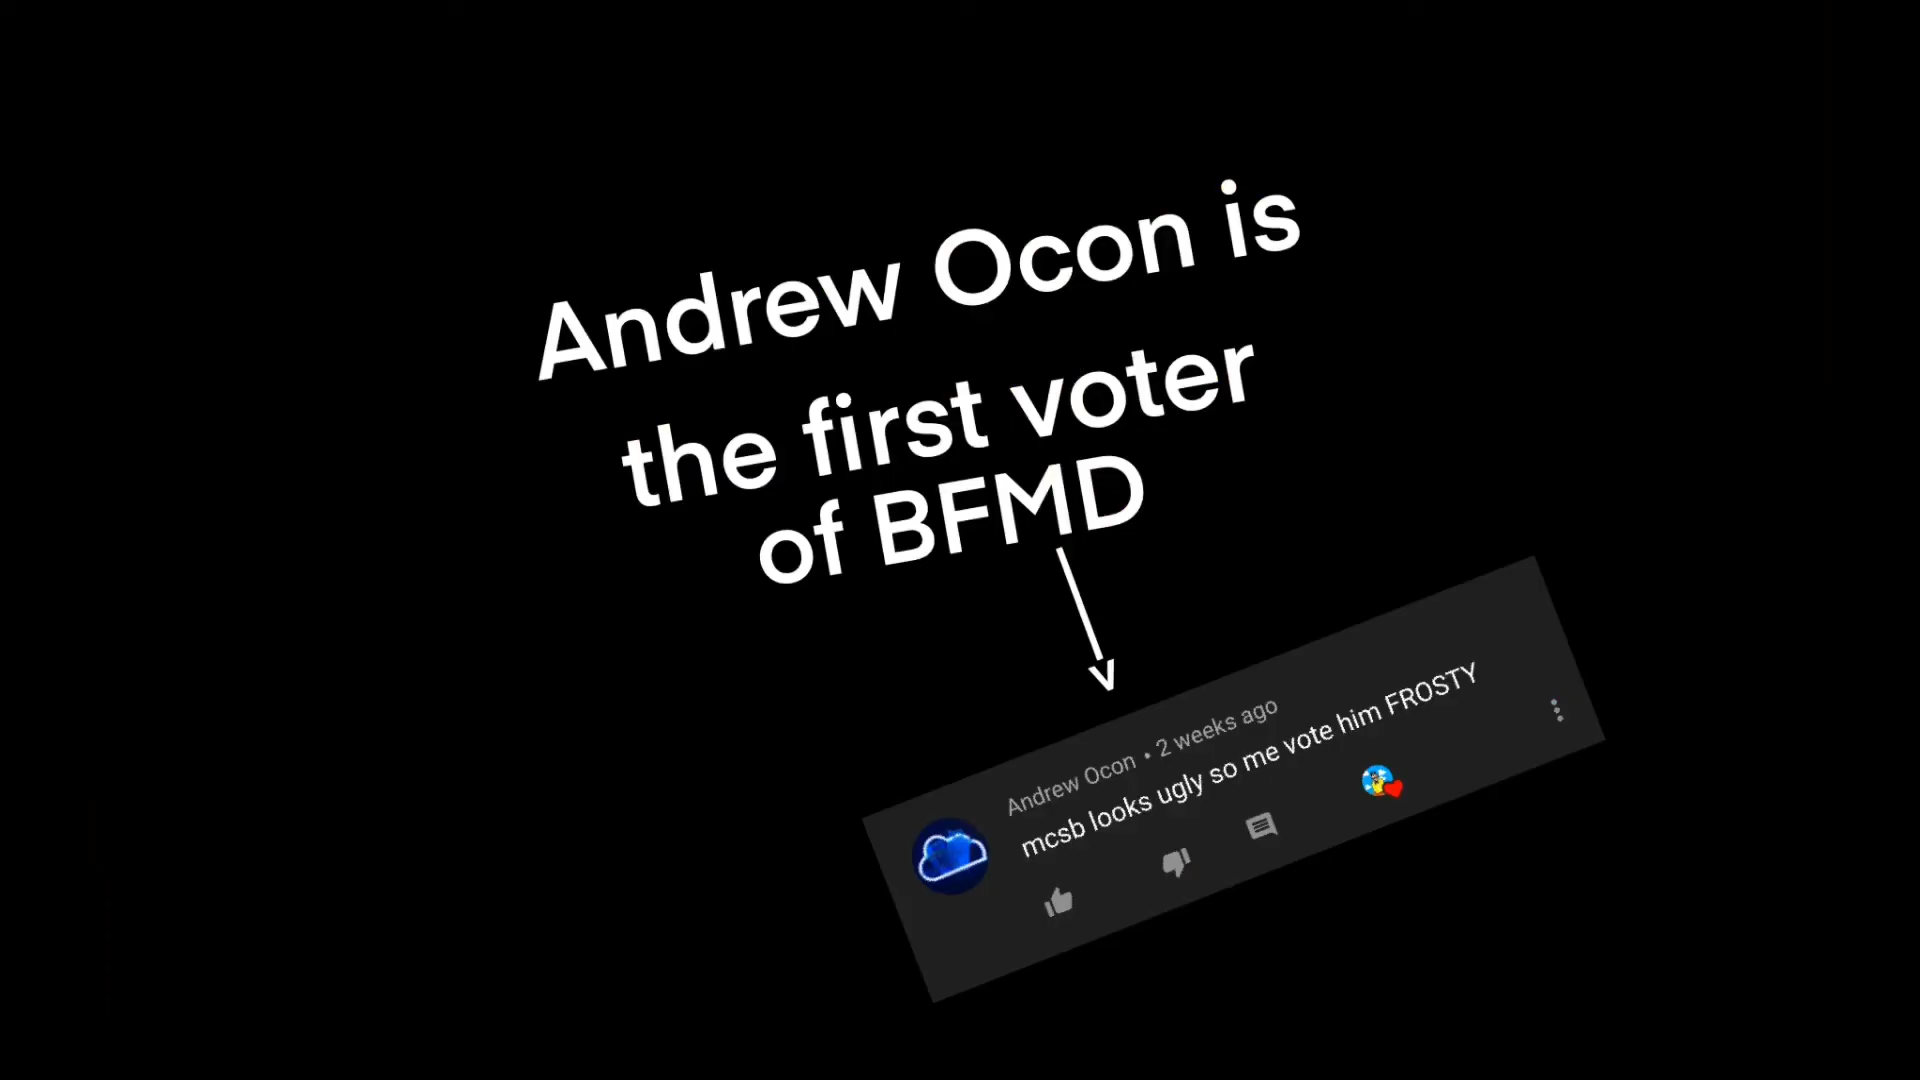 Andrew Ocon is
the first voter
of BFMD
Andrew Ocon • 2 weeks ago
mcsb looks ugly so me vote him FROSTY